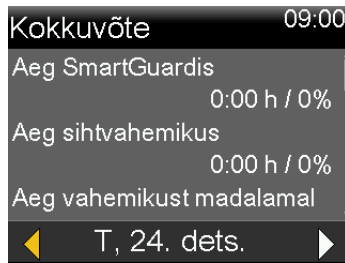 Kokkuvõte 09:00
Aeg SmartGuardis
0:00 h / 0%
Aeg sihtvahemikus
0:00 h / 0%
Aeg vahemikust madalamal
T, 24. dets.